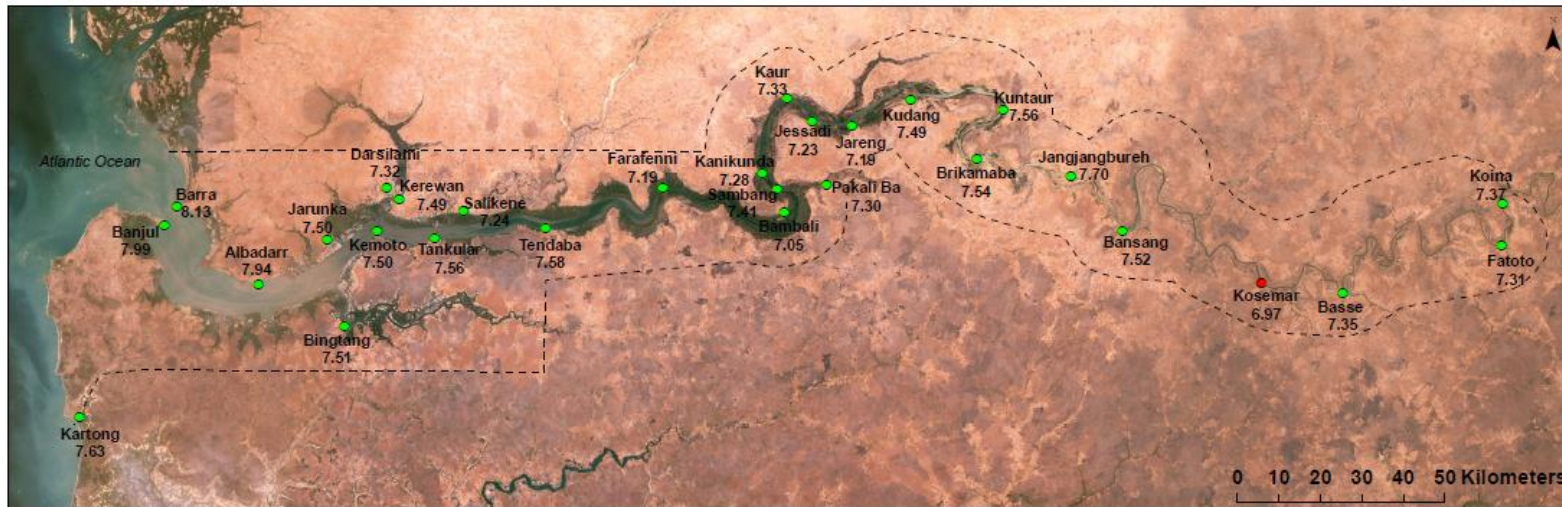 Kaur
7.33
Kuntaur
7.56
Kudang
7.49
Jessadi
7.23
Jareng
7.19
Atlantic Ocean
Darsilami
7.32
Farafenni
7.19
Kanikunda
7.28
Brikamaba
7.54
Jangjangbureh
7.70
Koina
7.37
Barra
8.13
Kerewan
7.49
Salikene
7.24
Sambang
7.41
Pakali Ba
7.30
Banjul
7.99
Jarunka
7.50
Bambali
7.05
Albadarr
7.94
Kemoto
7.50
Tankular
7.56
Tendaba
7.58
Bansang
7.52
Fatoto
7.31
Kosemar
6.97
Basse
7.35
Bingtang
7.51
Kartong
7.63
0 10 20 30 40 50 Kilometers